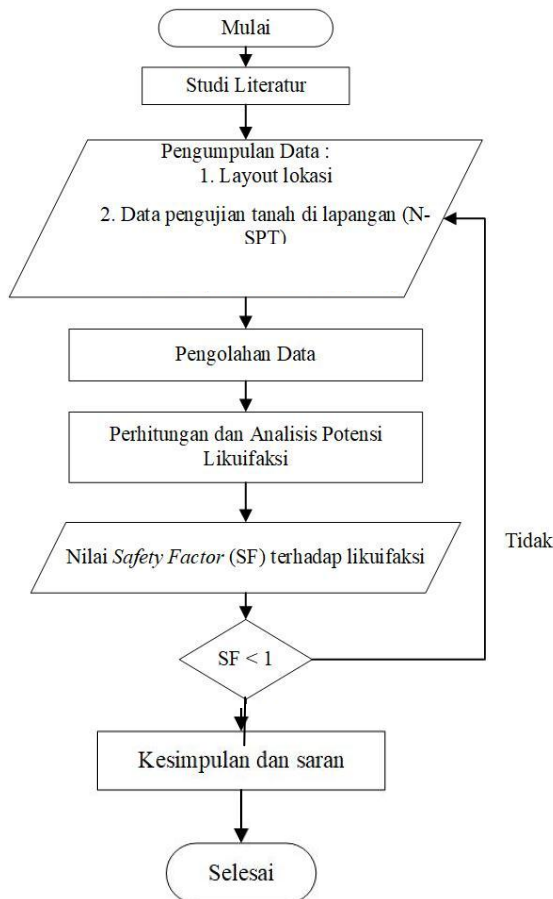 Mulai
Studi Literatur
Pengumpulan Data :
1. Layout lokasi
2. Data pengujian tanah di lapangan (N-
SPT)
Pengolahan Data
Perhitungan dan Analisis Potensi
Likuifaksi
Nilai Safety Factor (SF) terhadap likuifaksi
Tidak
SF < 1
Kesimpulan dan saran
Selesai